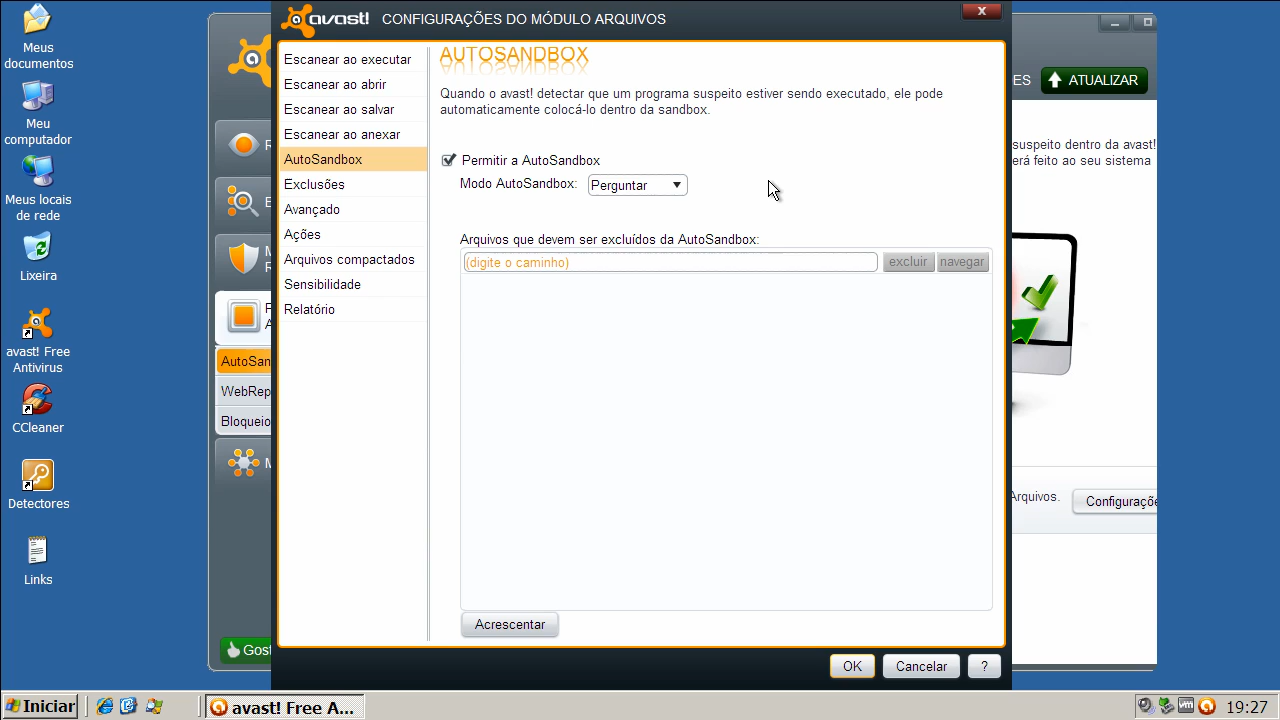 Meus
documentos
Meu
computador
Meus locais
de rede
Lixeira
avast! Free
Antivirus
CCleaner
Detectores
Links
avast! CONFIGURAÇÕES DO MÓDULO ARQUIVOS
Escanear ao executar
Escanear ao abrir
Escanear ao salvar
Escanear ao anexar
AutoSandbox
Exclusões
Avançado
Ações
Arquivos compactados
Sensibilidade
Relatório
AUTOSANDBOX
Quando o avast! detectar que um programa suspeito estiver sendo executado, ele pode
automaticamente colocá-lo dentro da sandbox.
Permitir a AutoSandbox
Modo AutoSandbox: Perguntar
Arquivos que devem ser excluídos da AutoSandbox:
(digite o caminho) excluir navegar
Acrescentar
OK Cancelar ?
AutoSan
WebRep
Bloqueio
Gost
ES ATUALIZAR
suspeito dentro da avast!
erá feito ao seu sistema
Arquivos. Configuraçõe
Iniciar avast! Free A... 19:27